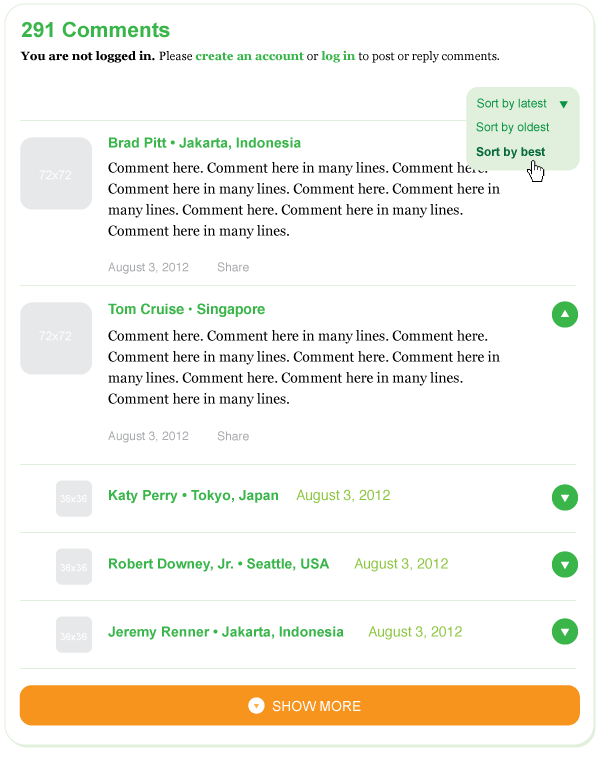 291 Comments
You are not logged in. Please create an account or log in to post or reply comments.
Sort by latest
Sort by oldest
Sort by best
72x72
Brad Pitt • Jakarta, Indonesia
Comment here. Comment here in many lines. Comment here.
Comment here in many lines. Comment here. Comment here in
many lines. Comment here. Comment here in many lines.
Comment here in many lines.
August 3, 2012 Share
72x72
Tom Cruise • Singapore
Comment here. Comment here in many lines. Comment here.
Comment here in many lines. Comment here. Comment here in
many lines. Comment here. Comment here in many lines.
Comment here in many lines.
August 3, 2012 Share
36x36
Katy Perry • Tokyo, Japan August 3, 2012
36x36
Robert Downey, Jr. • Seattle, USA August 3, 2012
36x36
Jeremy Renner • Jakarta, Indonesia August 3, 2012
SHOW MORE